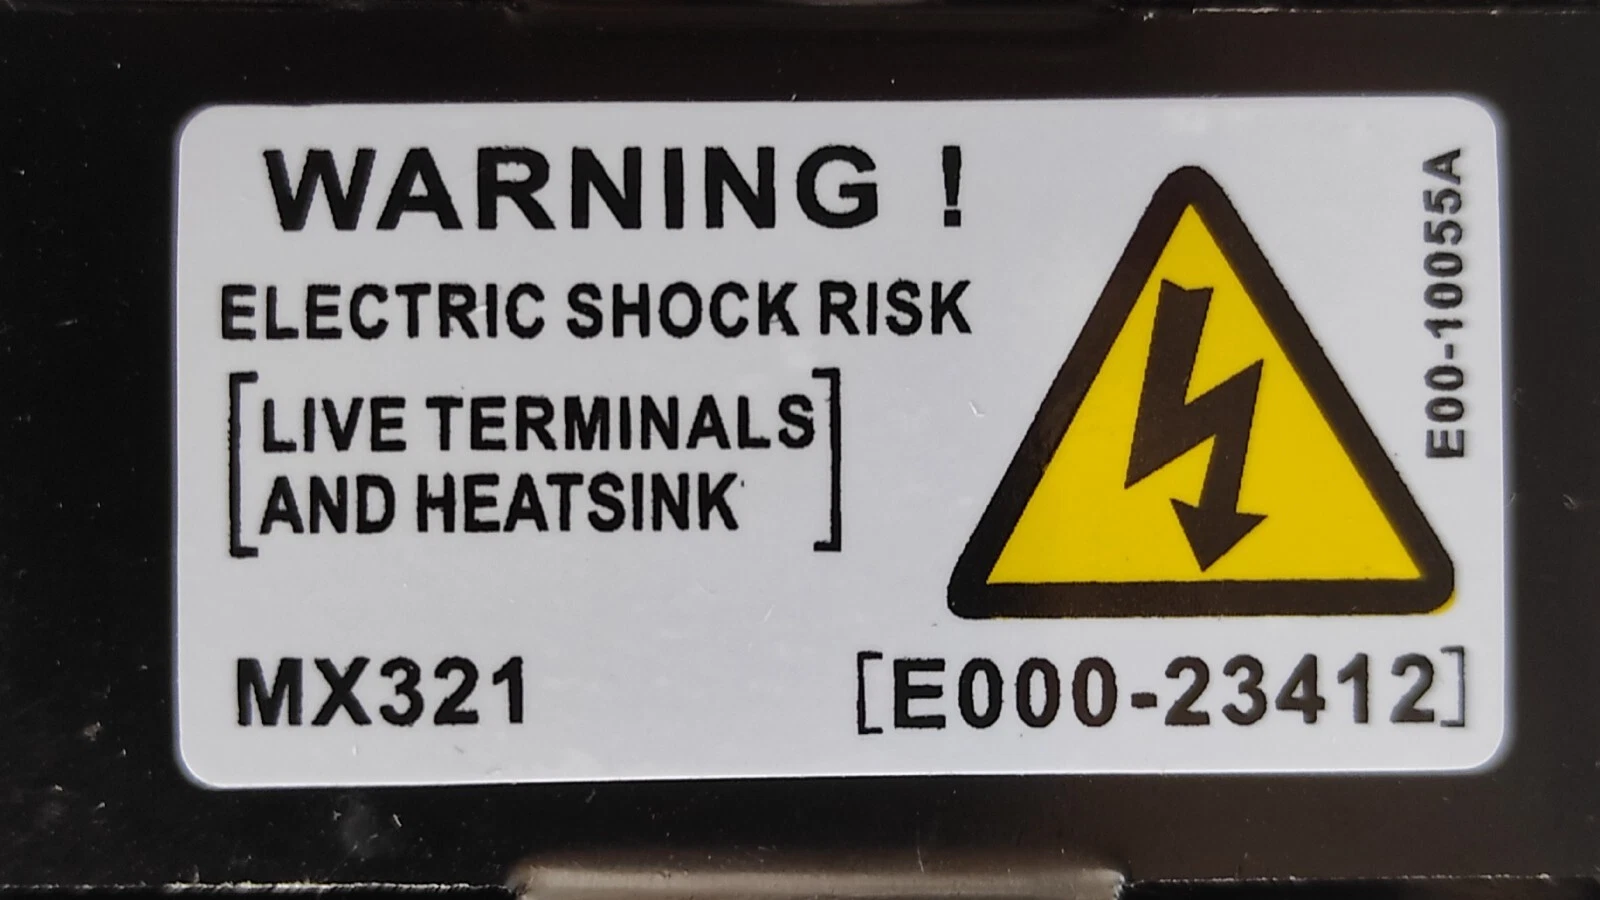 WARNING !
ELECTRIC SHOCK RISK
[LIVE TERMINALS
AND HEATSINK]
MX321
[E000-23412]
E00-10055A